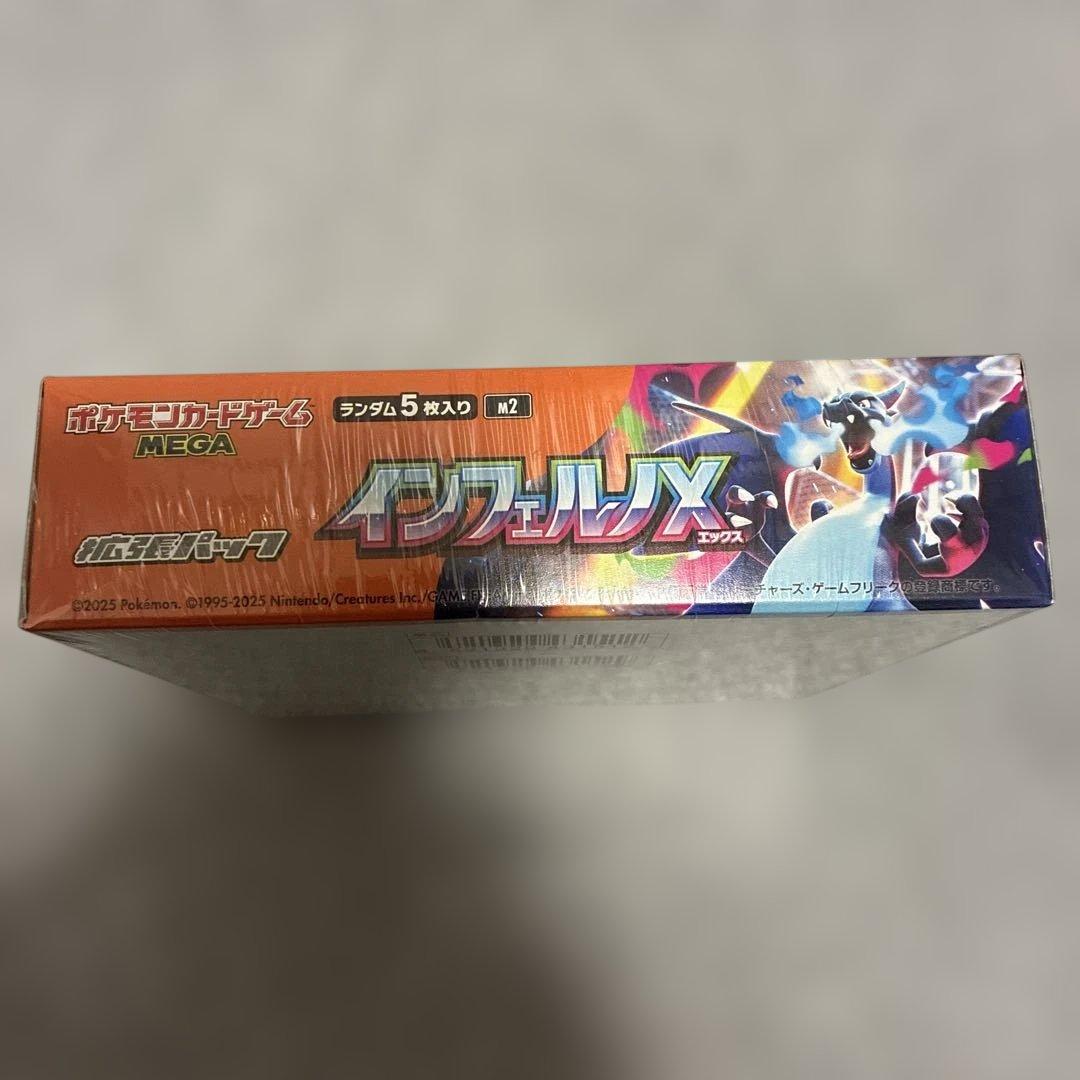 ポケモンカードゲーム
MEGA
ランダム5枚入り
M2
インフェルノX
エックス
拡張パック
©2025 Pokémon. ©1995-2025 Nintendo/Creatures Inc./GAME F
チャーズ・ゲームフリークの登録商標です。